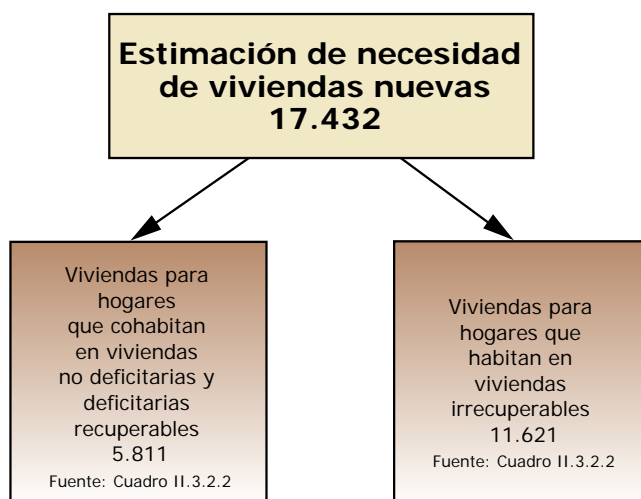 Estimación de necesidad
de viviendas nuevas
17.432
Viviendas para
hogares
que cohabitan
en viviendas
no deficitarias y
deficitarias
recuperables
5.811
Fuente: Cuadro II.3.2.2
Viviendas para
hogares que
habitan en
viviendas
irrecuperables
11.621
Fuente: Cuadro II.3.2.2